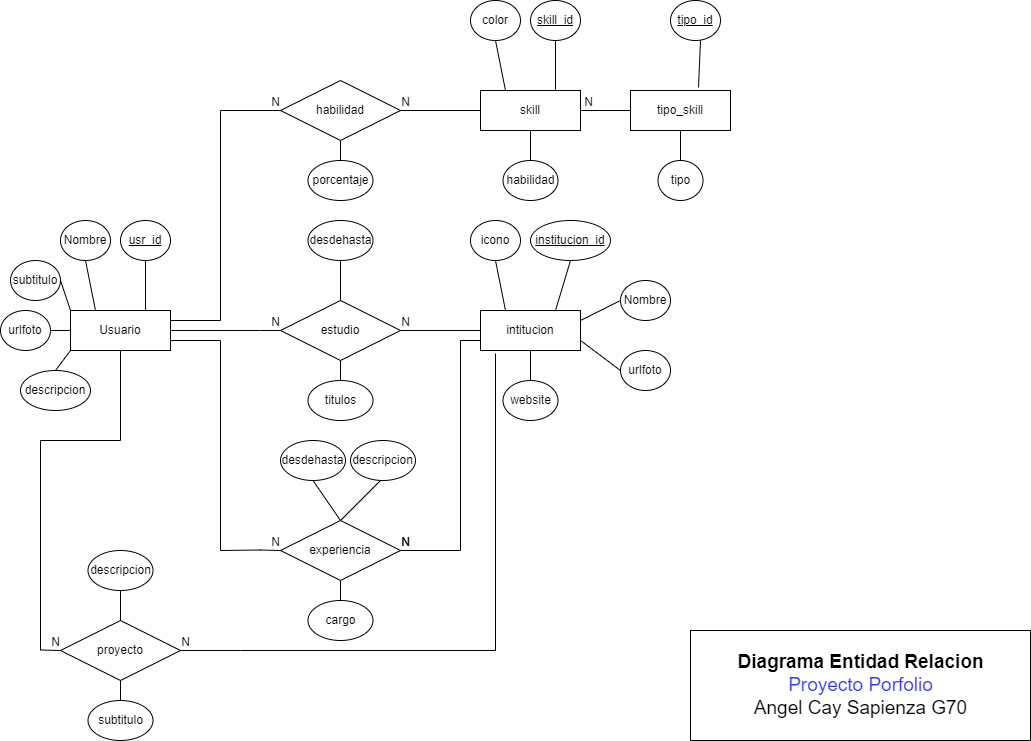 color
skill_id
tipo_id
N
habilidad
N
skill
N
tipo_skill
porcentaje
habilidad
tipo
Nombre
usr_id
desdehasta
icono
institucion_id
subtitulo
Nombre
urlfoto
Usuario
N
estudio
N
intitucion
descripcion
titulos
website
urlfoto
desdehasta
descripcion
N
experiencia
N
descripcion
cargo
N
proyecto
N
subtitulo
Diagrama Entidad Relacion
Proyecto Porfolio
Angel Cay Sapienza G70